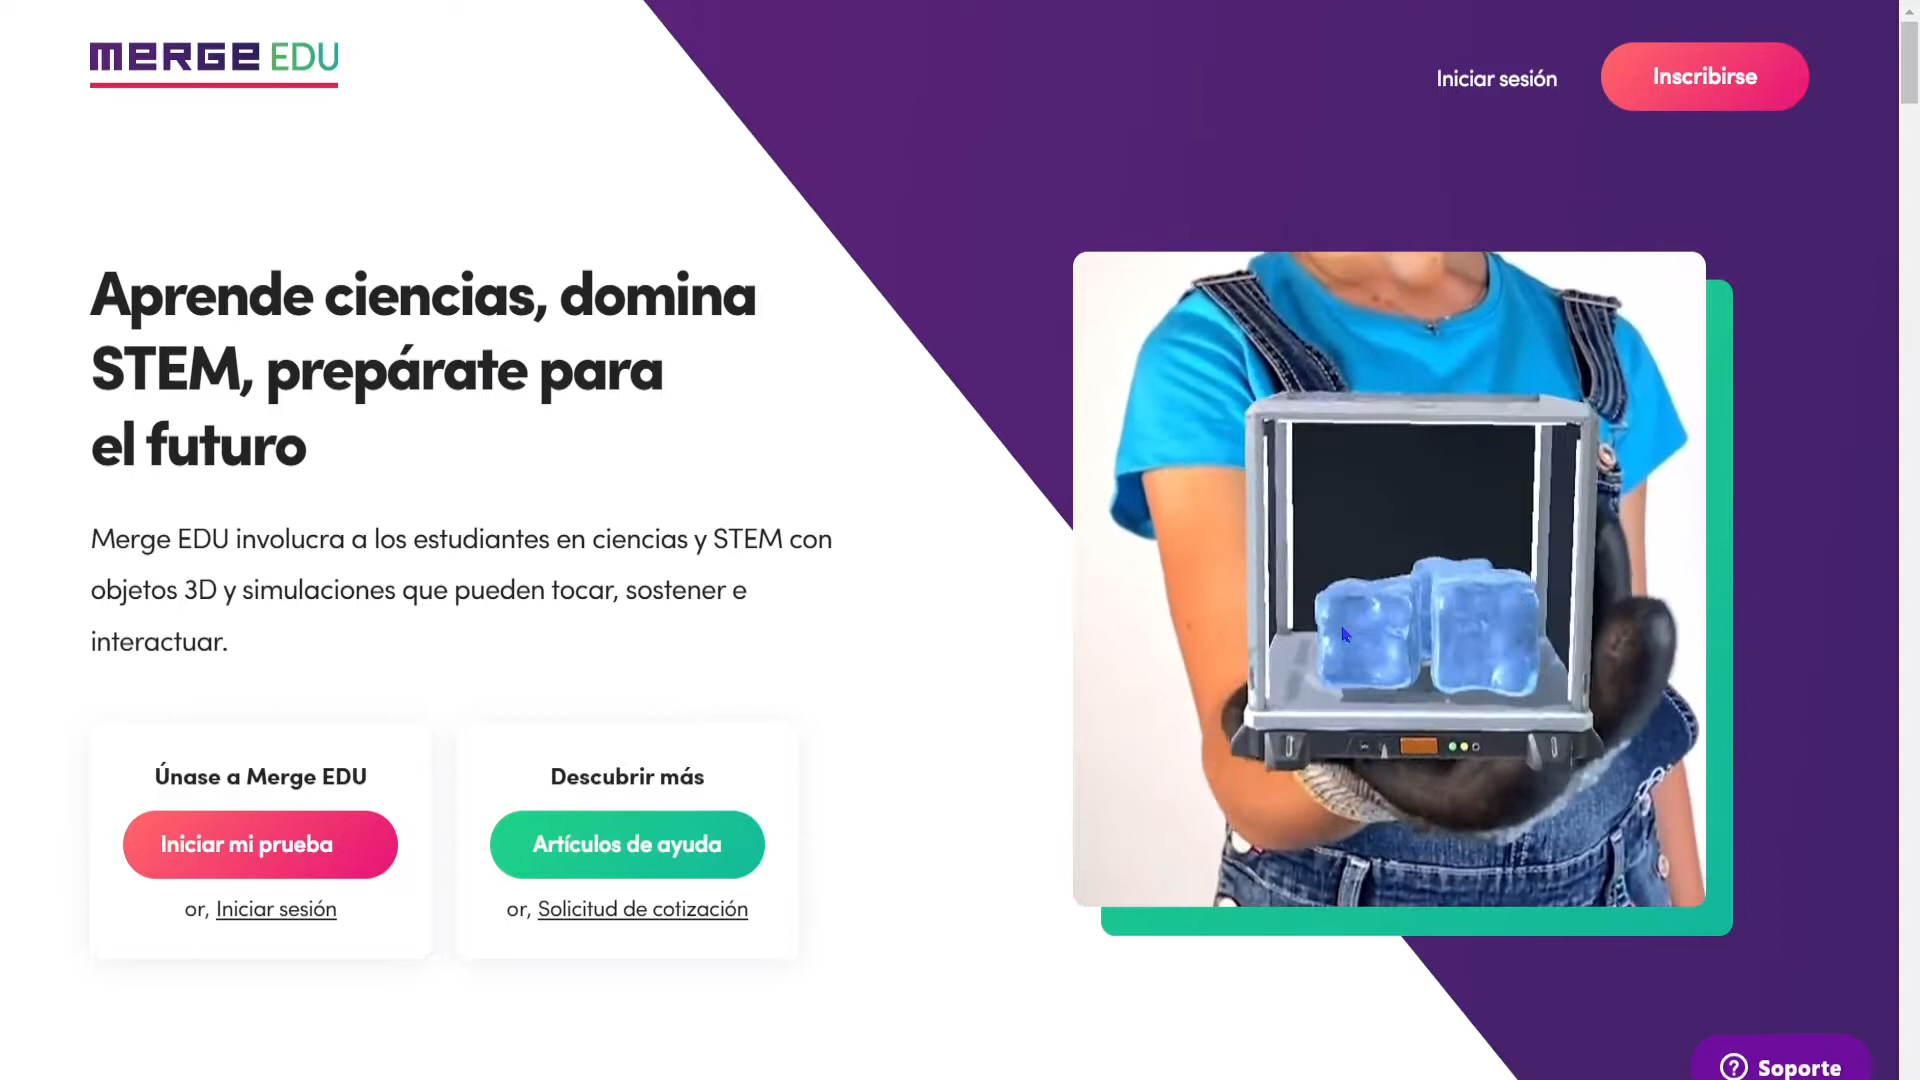 MERGE EDU
Iniciar sesión
Inscribirse
Aprende ciencias, domina
STEM, prepárate para
el futuro
Merge EDU involucra a los estudiantes en ciencias y STEM con
objetos 3D y simulaciones que pueden tocar, sostener e
interactuar.
Únase a Merge EDU
Iniciar mi prueba
or, Iniciar sesión
Descubrir más
Artículos de ayuda
or, Solicitud de cotización
? Soporte